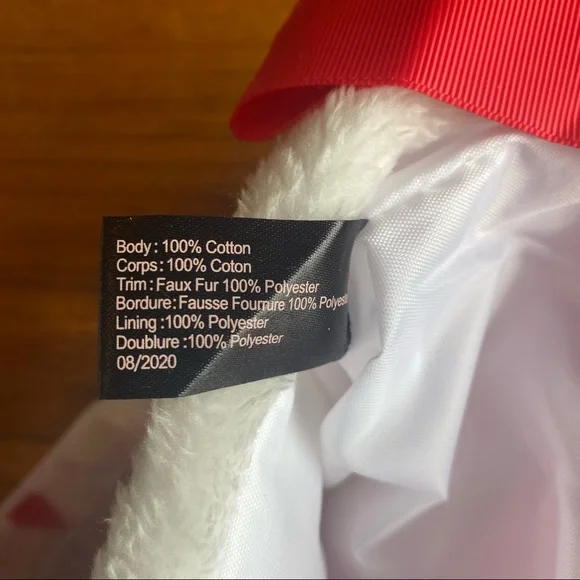 Body: 100% Cotton
Corps: 100% Coton
Trim: Faux Fur 100% Polyester
Bordure: Fausse Fourrure 100%
Lining: 100% Polyester
Doublure: 100% Polyester
08/2020